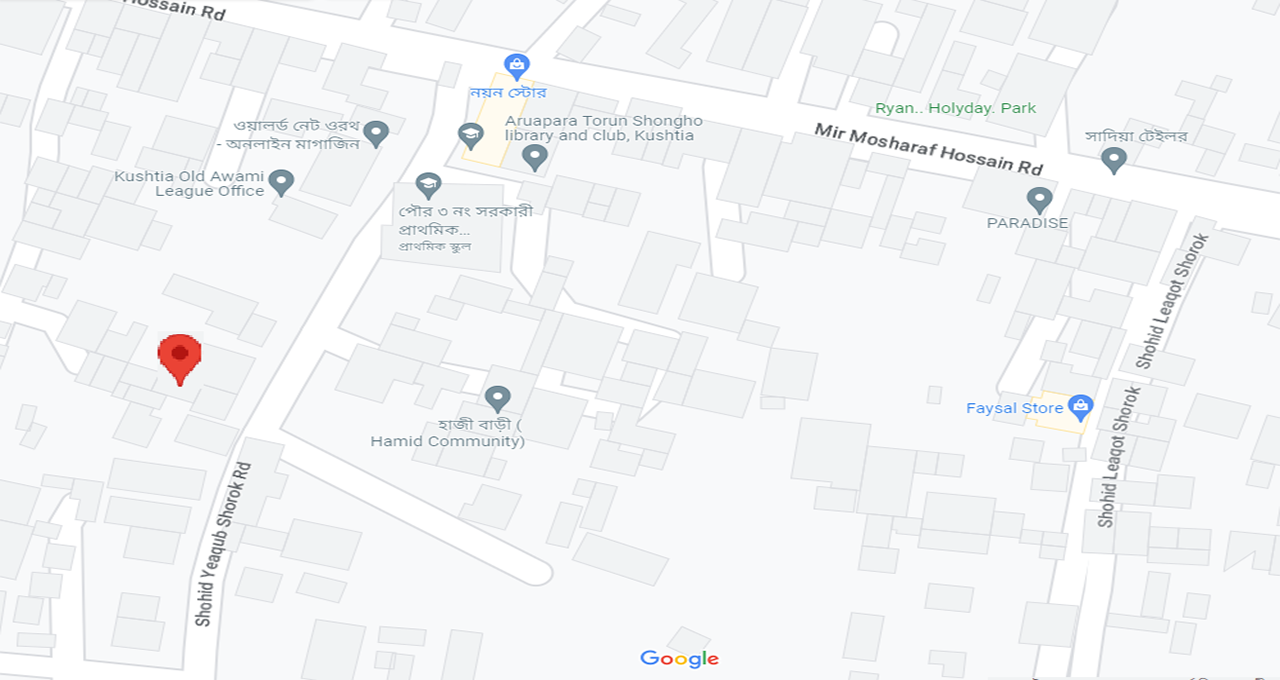 Hossain Rd
নয়ন স্টোর
Ryan.. Holyday. Park
ওয়ালর্ড নেট ওরথ
- অনলাইন মাগাজিন
Aruapara Torun Shongho
library and club, Kushtia
Mir Mosharaf Hossain Rd
সাদিয়া টেইলর
Kushtia Old Awami
League Office
পৌর ৩ নং সরকারী
প্রাথমিক...
প্রাথমিক স্কুল
PARADISE
Shohid Leaqot Shorok
Faysal Store
হাজী বাড়ী (
Hamid Community)
Shohid Leaqot Shorok
Shohid Yeaqub Shorok Rd
Google